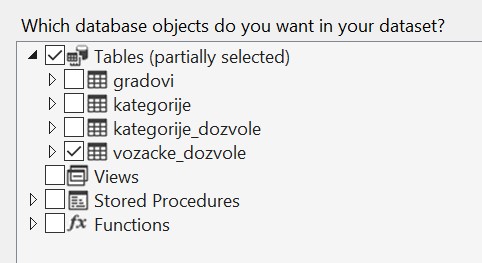 Which database objects do you want in your dataset?
Tables (partially selected)
gradovi
kategorije
kategorije_dozvole
vozacke_dozvole
Views
Stored Procedures
fx Functions